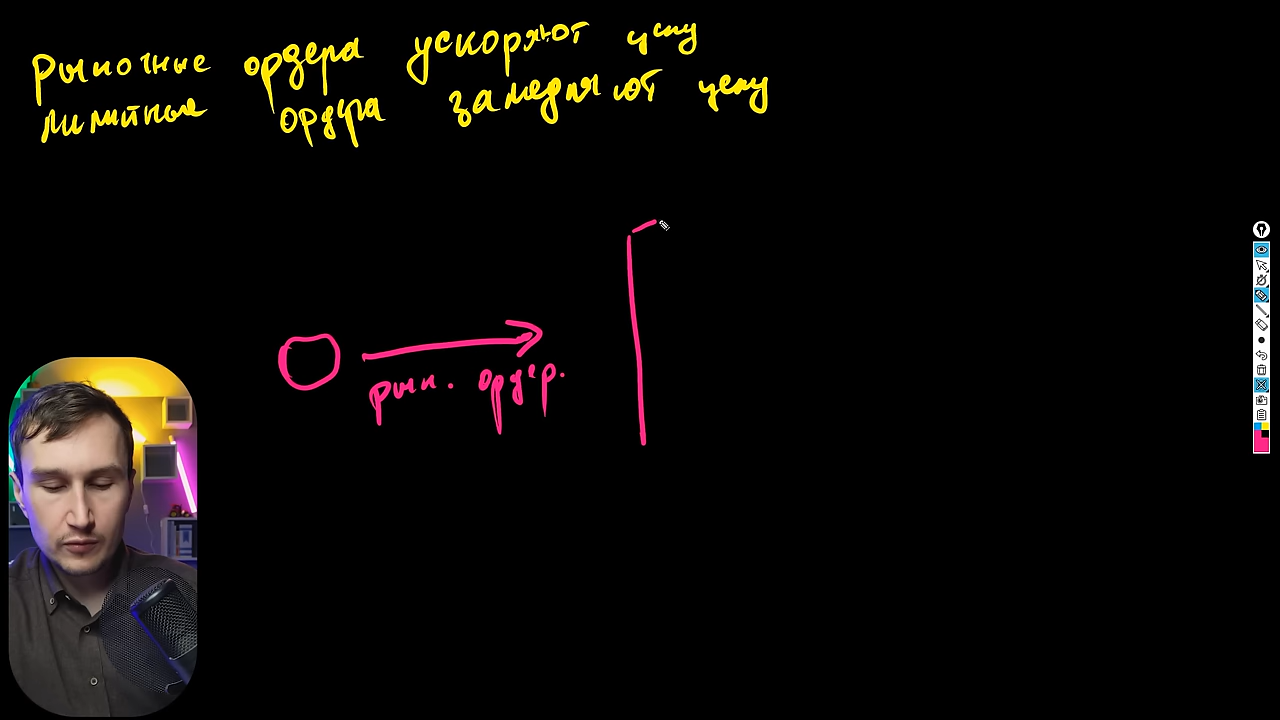 Рыночные ордера ускоряют цену
лимитные ордера замедляют цену
рын. ордер.